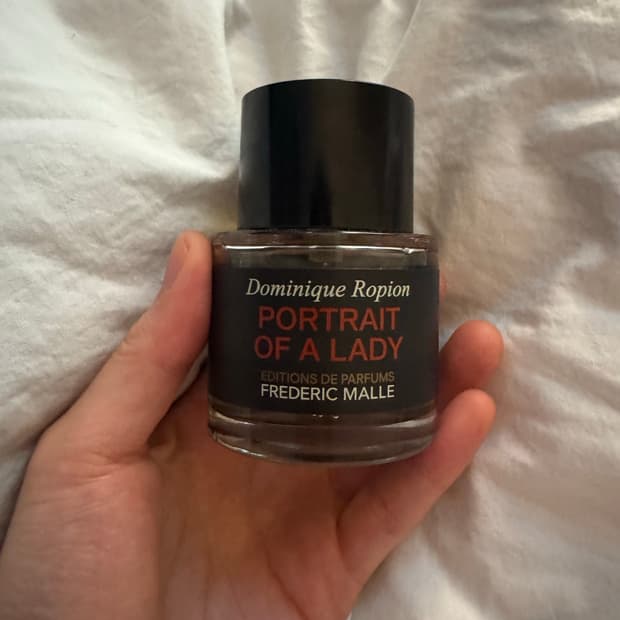 Dominique Ropion
PORTRAIT
OF A LADY
EDITIONS DE PARFUMS
FREDERIC MALLE